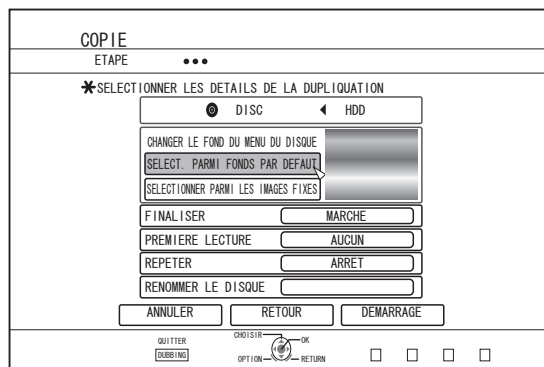 COPIE
ETAPE
SELECTIONNER LES DETAILS DE LA DUPLIQUATION
DISC HDD
CHANGER LE FOND DU MENU DU DISQUE
SELECT. PARMI FONDS PAR DEFAUT
SELECTIONNER PARMI LES IMAGES FIXES
FINALISER MARCHE
PREMIERE LECTURE AUCUN
REPETER ARRET
RENOMMER LE DISQUE
ANNULER RETOUR DEMARRAGE
QUITTER CHOISIR OK
DUBBING OPTION RETURN